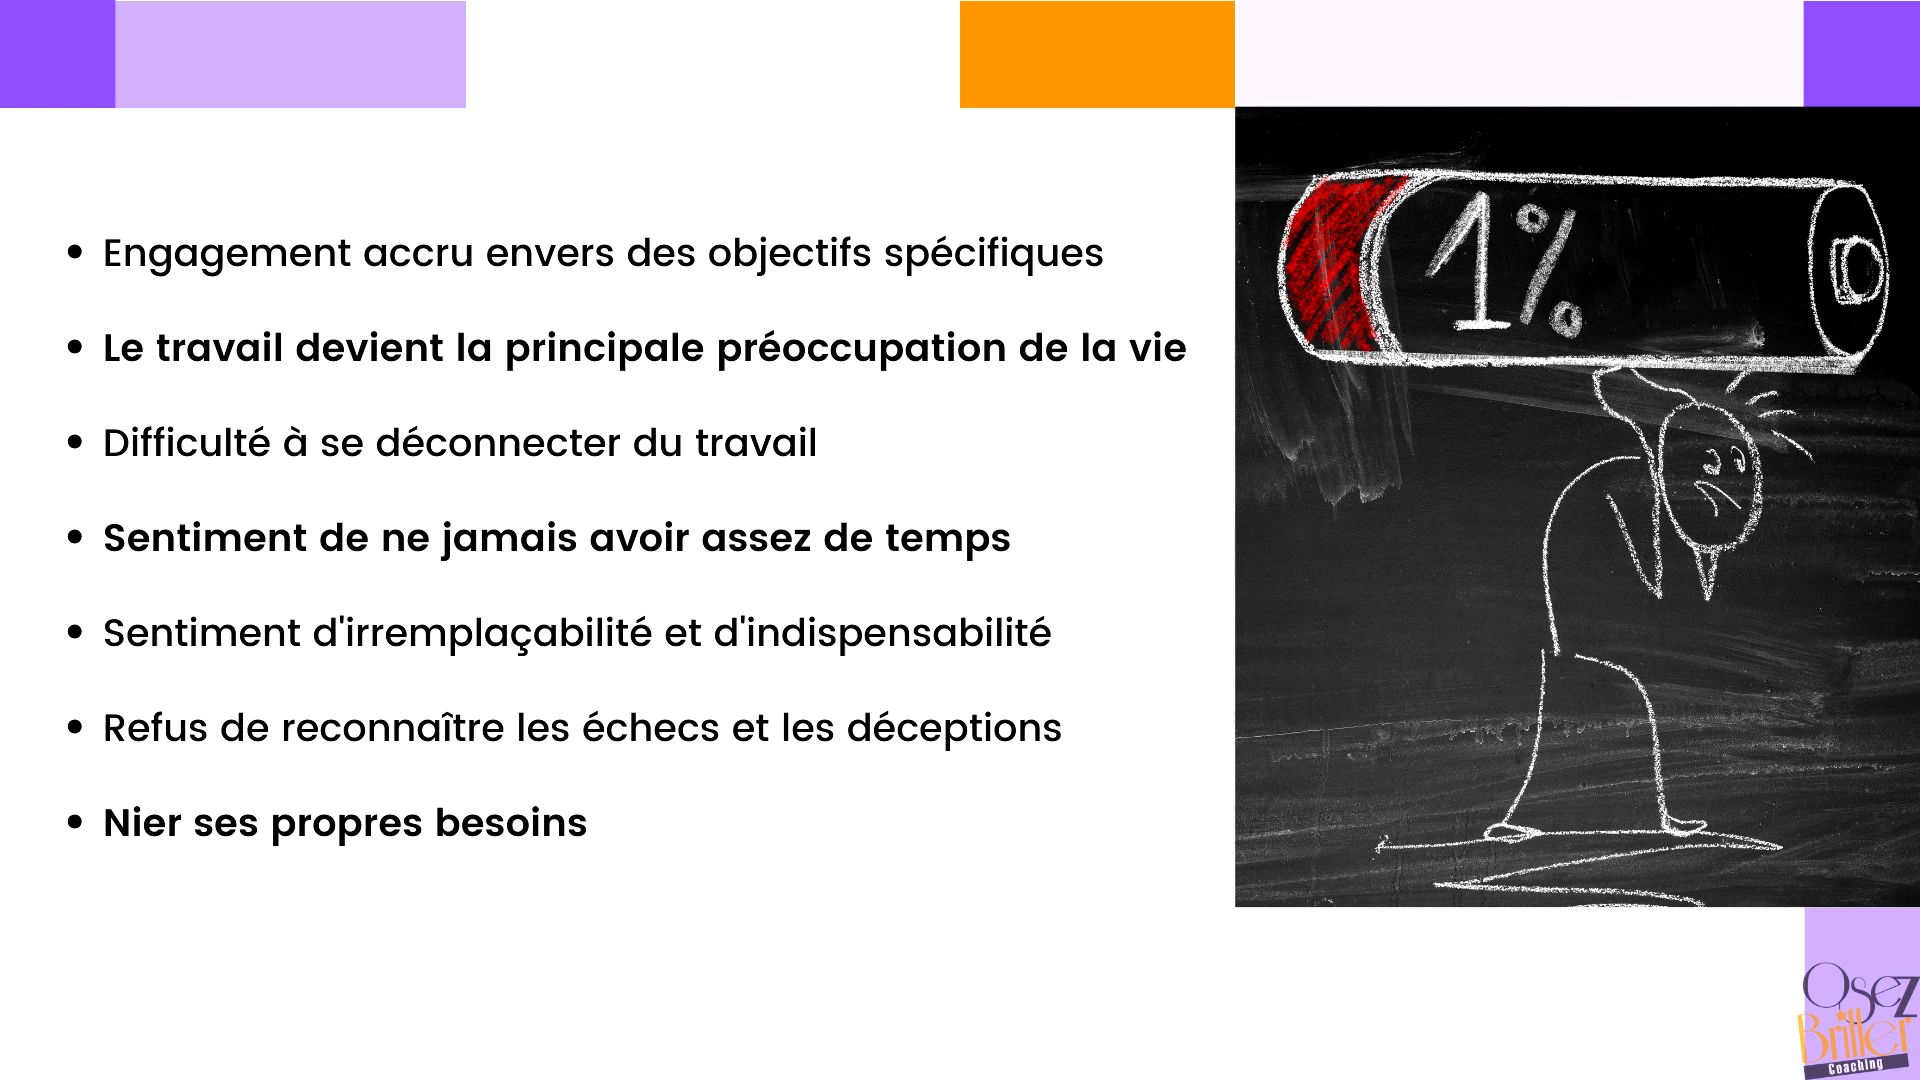 Engagement accru envers des objectifs spécifiques
Le travail devient la principale préoccupation de la vie
Difficulté à se déconnecter du travail
Sentiment de ne jamais avoir assez de temps
Sentiment d'irremplaçabilité et d'indispensabilité
Refus de reconnaître les échecs et les déceptions
Nier ses propres besoins
1%
Osez
Briller
Coaching